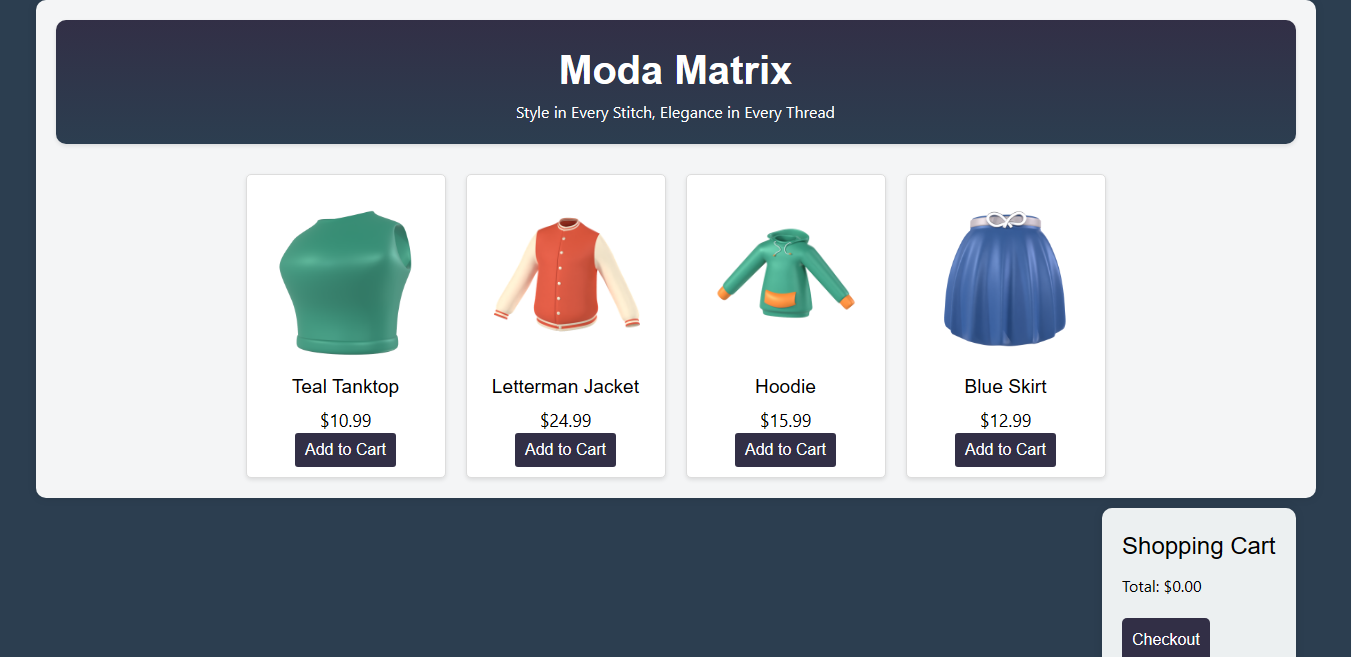 Moda Matrix
Style in Every Stitch, Elegance in Every Thread
Teal Tanktop
$10.99
Add to Cart
Letterman Jacket
$24.99
Add to Cart
Hoodie
$15.99
Add to Cart
Blue Skirt
$12.99
Add to Cart
Shopping Cart
Total: $0.00
Checkout